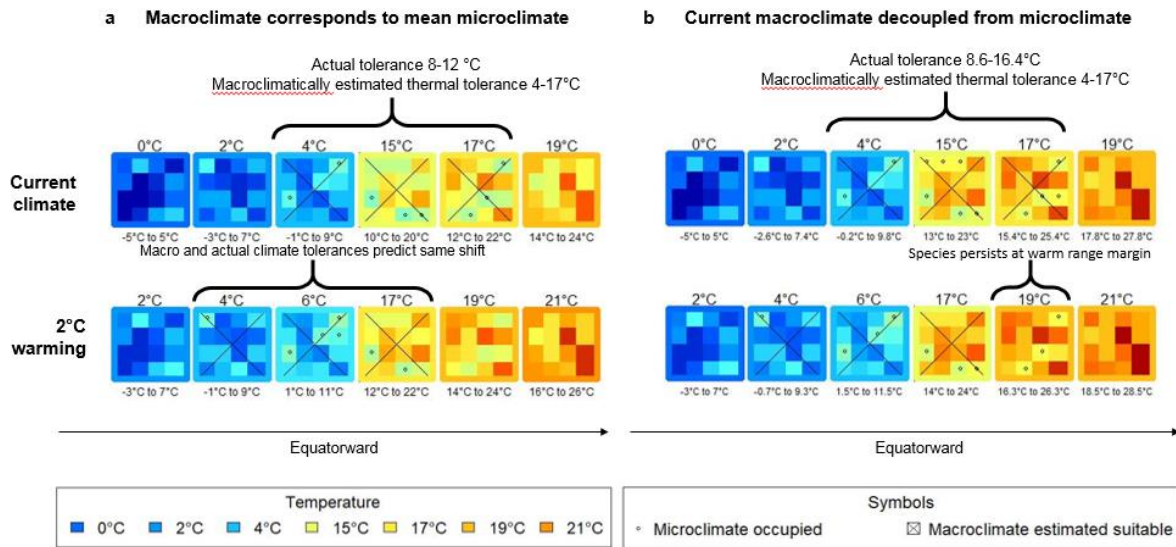 a Macroclimate corresponds to mean microclimate
b Current macroclimate decoupled from microclimate
Actual tolerance 8-12 °C
Macroclimatically estimated thermal tolerance 4-17°C
Actual tolerance 8.6-16.4°C
Macroclimatically estimated thermal tolerance 4-17°C
0°C 2°C 4°C 15°C 17°C 19°C
0°C 2°C 4°C 15°C 17°C 19°C
Current
climate
-5°C to 5°C -3°C to 7°C -1°C to 9°C 10°C to 20°C 12°C to 22°C 14°C to 24°C
-5°C to 5°C -2.6°C to 7.4°C -0.2°C to 9.8°C 13°C to 23°C 15.4°C to 25.4°C 17.8°C to 27.8°C
Macro and actual climate tolerances predict same shift
Species persists at warm range margin
2°C 4°C 6°C 17°C 19°C 21°C
2°C 4°C 6°C 17°C 19°C 21°C
2°C
warming
-3°C to 7°C -1°C to 9°C 1°C to 11°C 12°C to 22°C 14°C to 24°C 16°C to 26°C
-3°C to 7°C -0.7°C to 9.3°C 1.5°C to 11.5°C 14°C to 24°C 16.3°C to 26.3°C 18.5°C to 28.5°C
Equatorward
Equatorward
Temperature
0°C 2°C 4°C 15°C 17°C 19°C 21°C
Symbols
Microclimate occupied Macroclimate estimated suitable